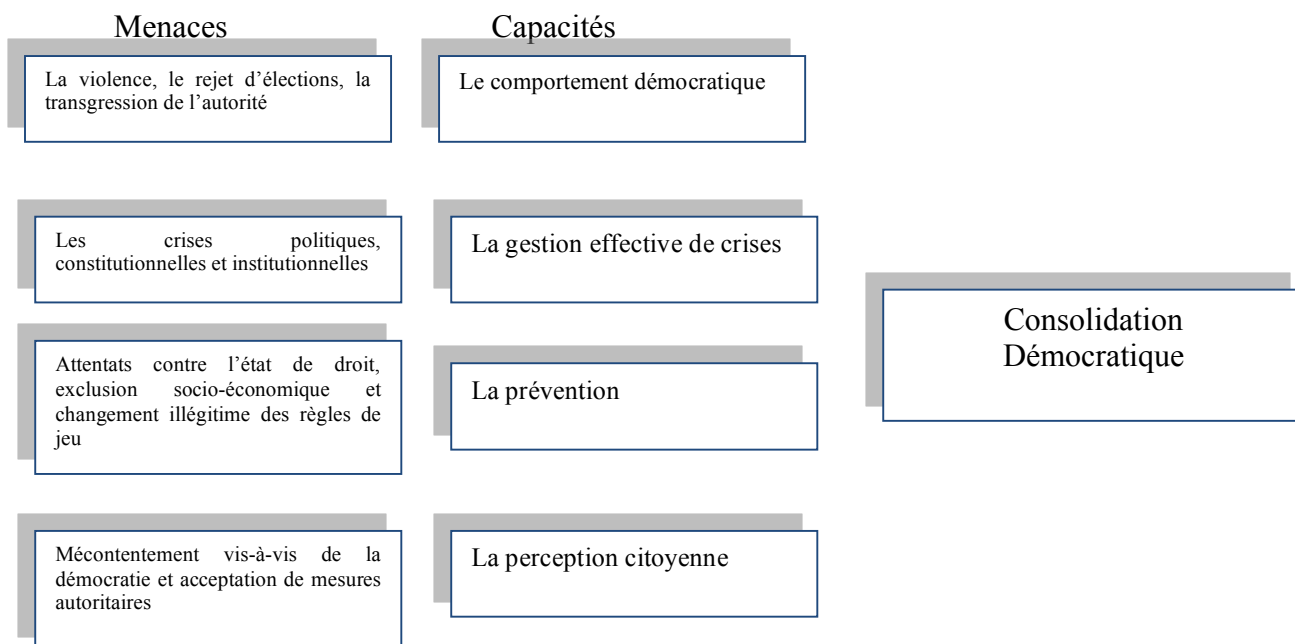 Menaces
Capacités
La violence, le rejet d’élections, la
transgression de l’autorité
Le comportement démocratique
Les crises politiques,
constitutionnelles et institutionnelles
La gestion effective de crises
Consolidation
Démocratique
Attentats contre l’état de droit,
exclusion socio-économique et
changement illégitime des règles de
jeu
La prévention
Mécontentement vis-à-vis de la
démocratie et acceptation de mesures
autoritaires
La perception citoyenne